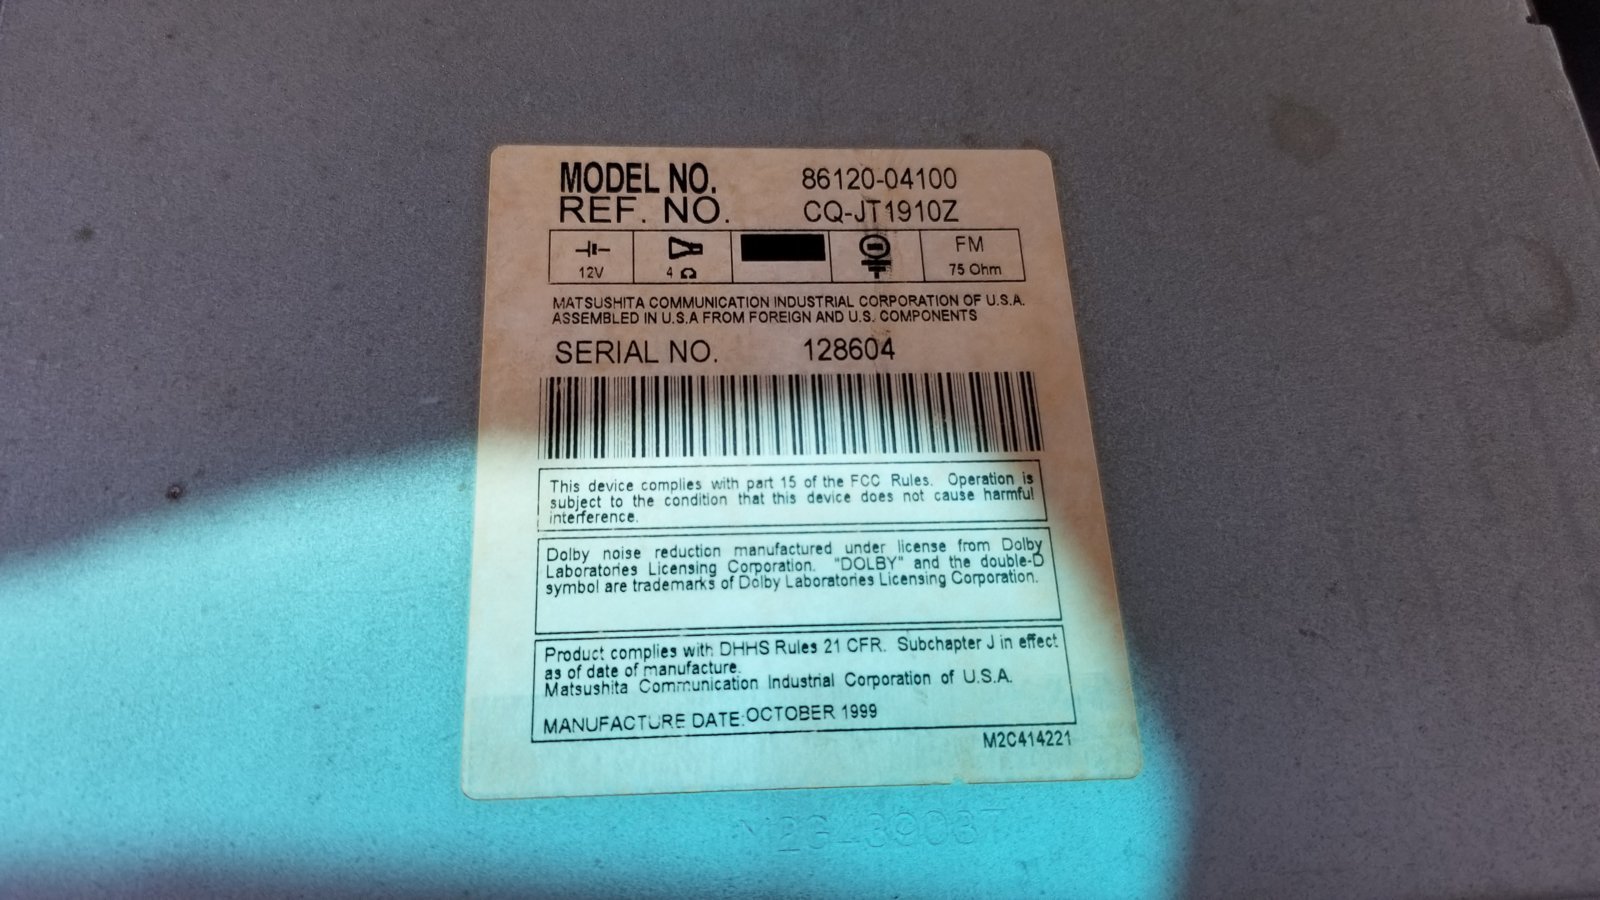 MODEL NO. 86120-04100
REF. NO. CQ-JT1910Z
12V 4 Ω FM 75 Ohm
MATSUSHITA COMMUNICATION INDUSTRIAL CORPORATION OF U.S.A.
ASSEMBLED IN U.S.A FROM FOREIGN AND U.S. COMPONENTS
SERIAL NO. 128604
This device complies with part 15 of the FCC Rules. Operation is
subject to the condition that this device does not cause harmful
interference.
Dolby noise reduction manufactured under license from Dolby
Laboratories Licensing Corporation. "DOLBY" and the double-D
symbol are trademarks of Dolby Laboratories Licensing Corporation.
Product complies with DHHS Rules 21 CFR. Subchapter J in effect
as of date of manufacture.
Matsushita Communication Industrial Corporation of U.S.A.
MANUFACTURE DATE:OCTOBER 1999
M2C414221